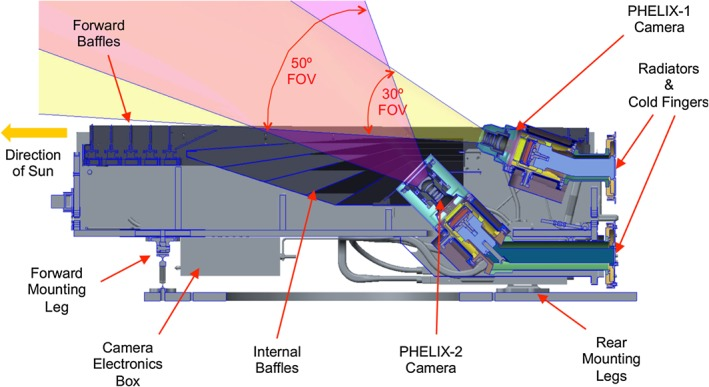 Forward
Baffles
PHELIX-1
Camera
50º
FOV
30º
FOV
Radiators
&
Cold Fingers
Direction
of Sun
Forward
Mounting
Leg
Camera
Electronics
Box
Internal
Baffles
PHELIX-2
Camera
Rear
Mounting
Legs